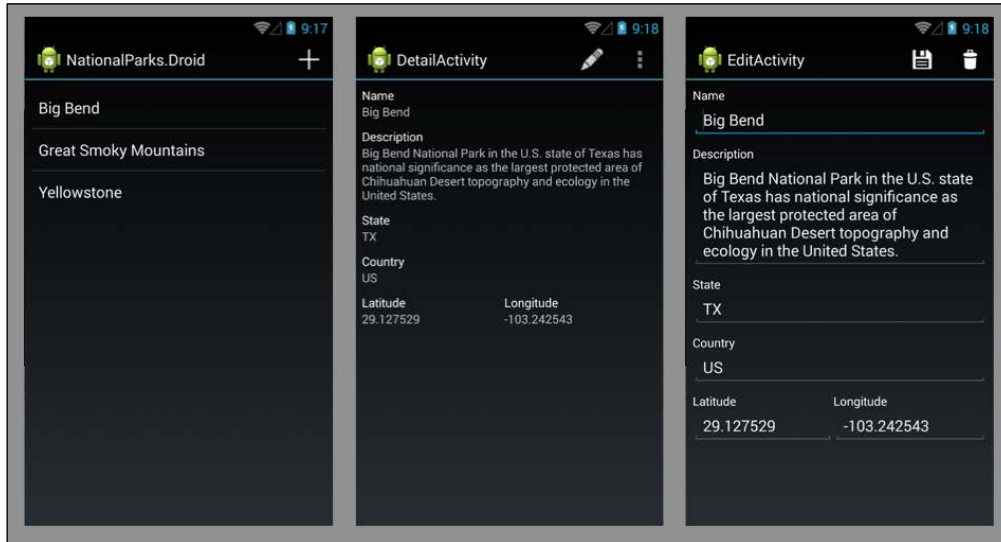 9:17
NationalParks.Droid
Big Bend
Great Smoky Mountains
Yellowstone
9:18
DetailActivity
Name
Big Bend
Description
Big Bend National Park in the U.S. state of Texas has
national significance as the largest protected area of
Chihuahuan Desert topography and ecology in the
United States.
State
TX
Country
US
Latitude Longitude
29.127529 -103.242543
9:18
EditActivity
Name
Big Bend
Description
Big Bend National Park in the U.S. state
of Texas has national significance as
the largest protected area of
Chihuahuan Desert topography and
ecology in the United States.
State
TX
Country
US
Latitude Longitude
29.127529 -103.242543